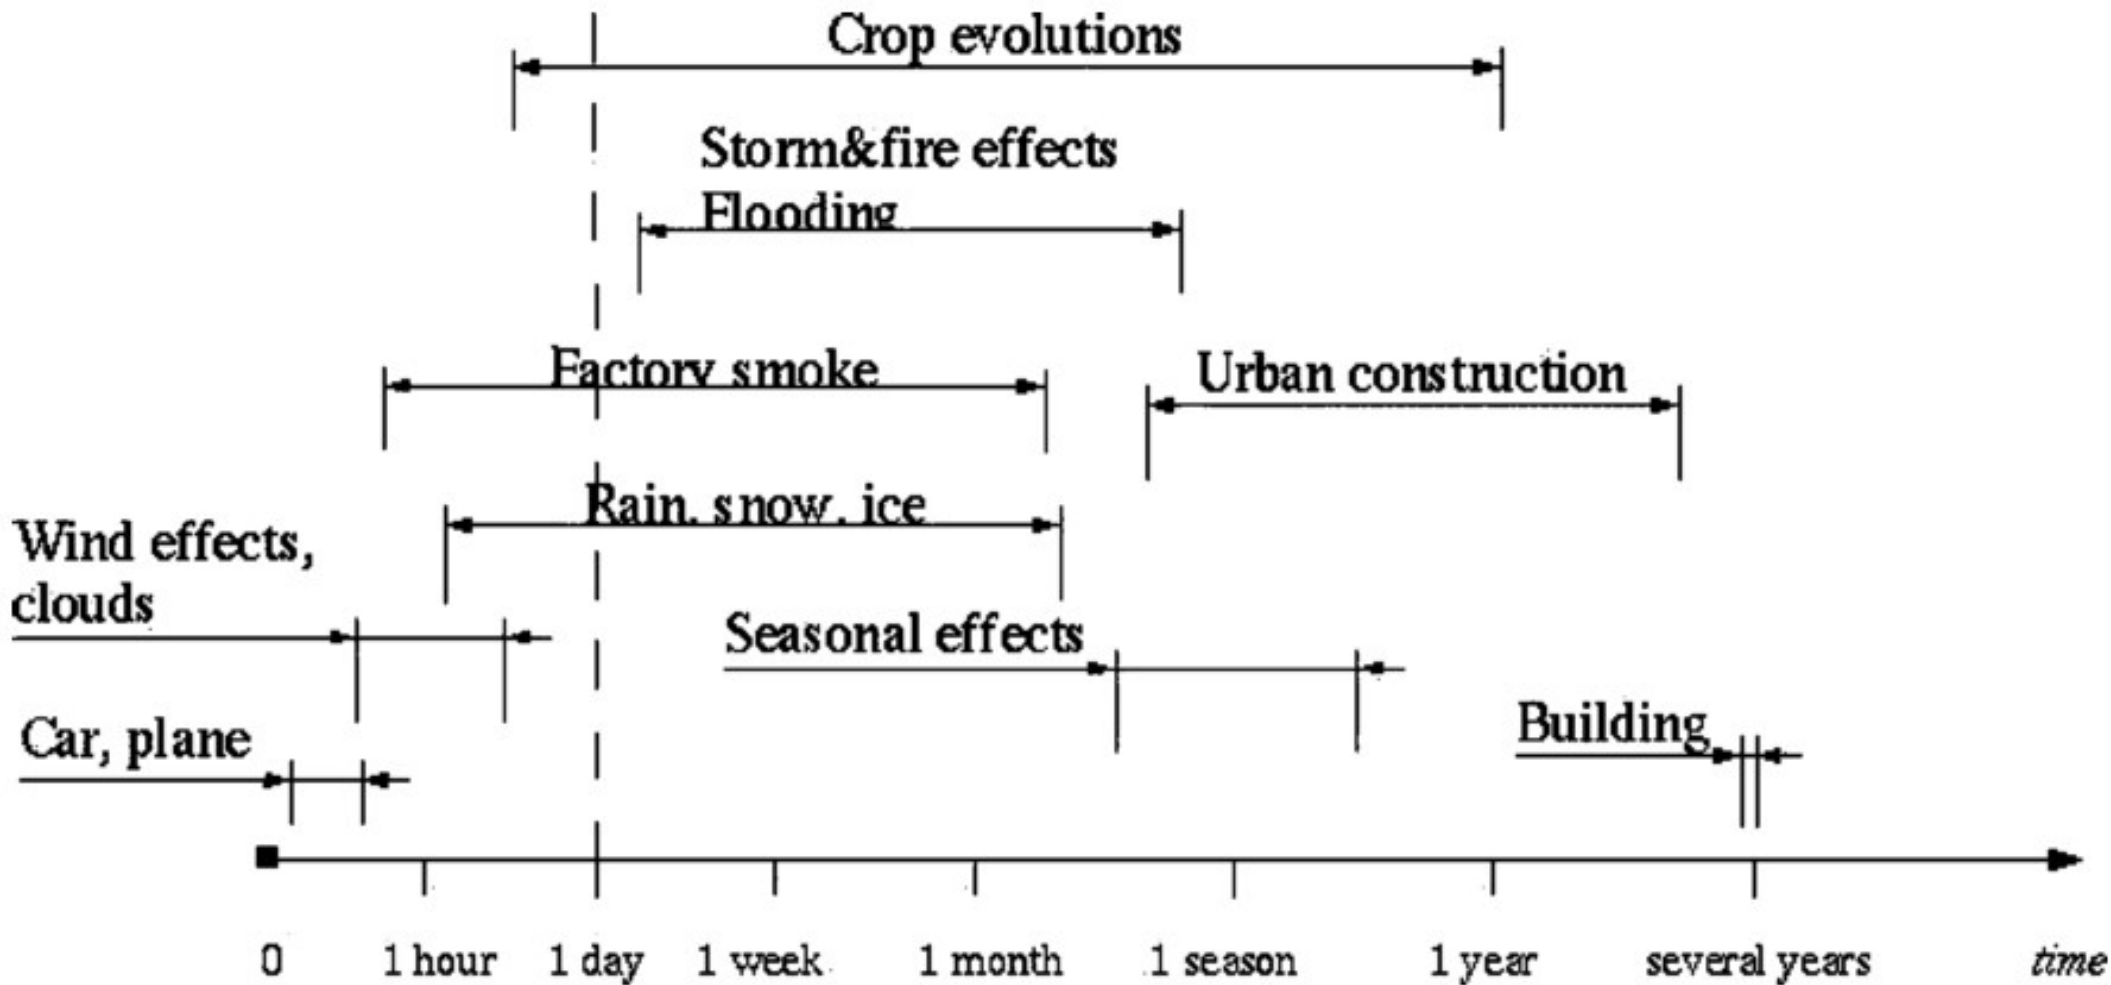 Crop evolutions
Storm&fire effects
Flooding
Factory smoke
Urban construction
Rain, snow, ice
Wind effects,
clouds
Seasonal effects
Building
Car, plane
0 1 hour 1 day 1 week 1 month 1 season 1 year several years time